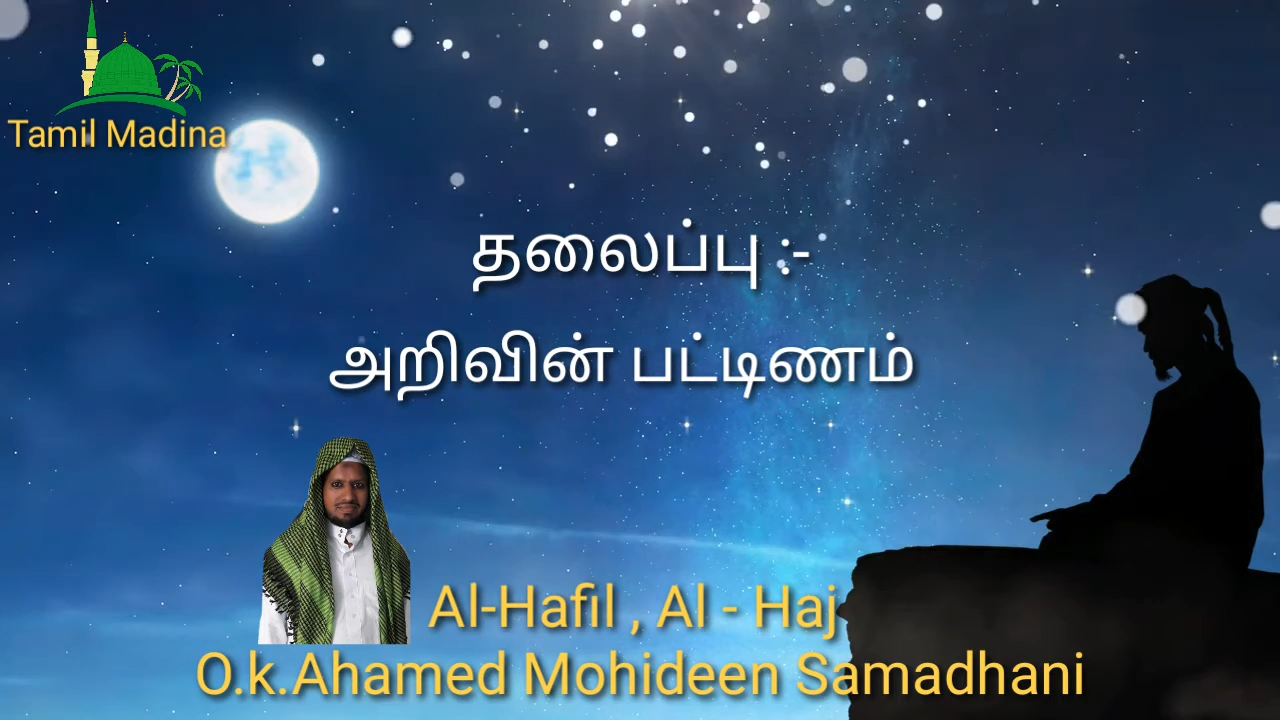 Tamil Madina
தலைப்பு :-
அறிவின் பட்டிணம்
Al-Hafil , Al - Haj
O.k.Ahamed Mohideen Samadhani